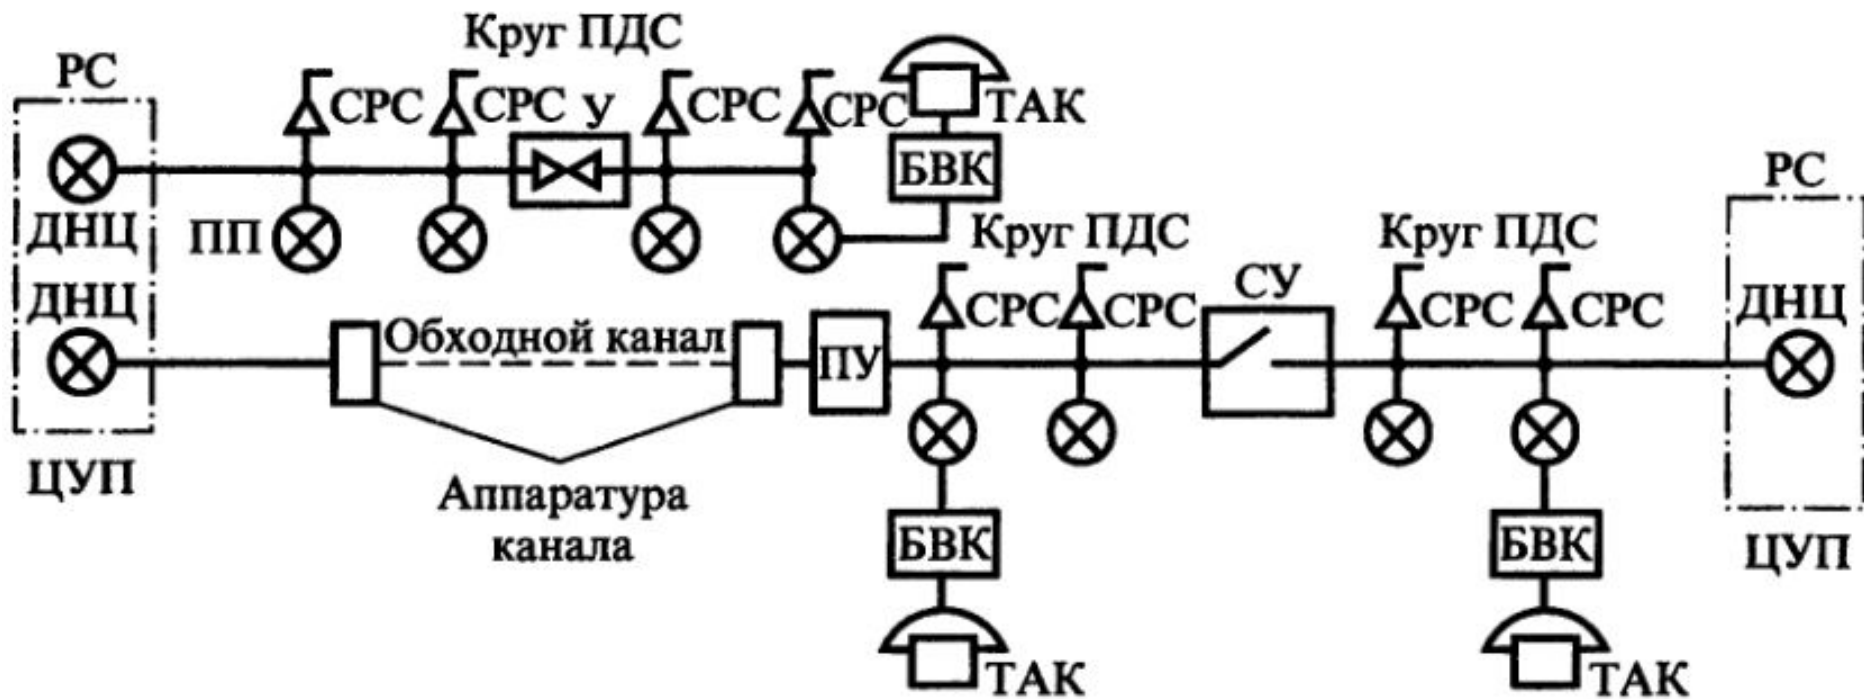 Круг ПДС
РС
СРС
СРС
У
СРС
СРС
ТАК
БВК
ДНЦ
ПП
Круг ПДС
Круг ПДС
РС
ДНЦ
Обходной канал
ПУ
СРС
СРС
СУ
СРС
СРС
ДНЦ
ЦУП
Аппаратура
канала
БВК
БВК
ЦУП
ТАК
ТАК